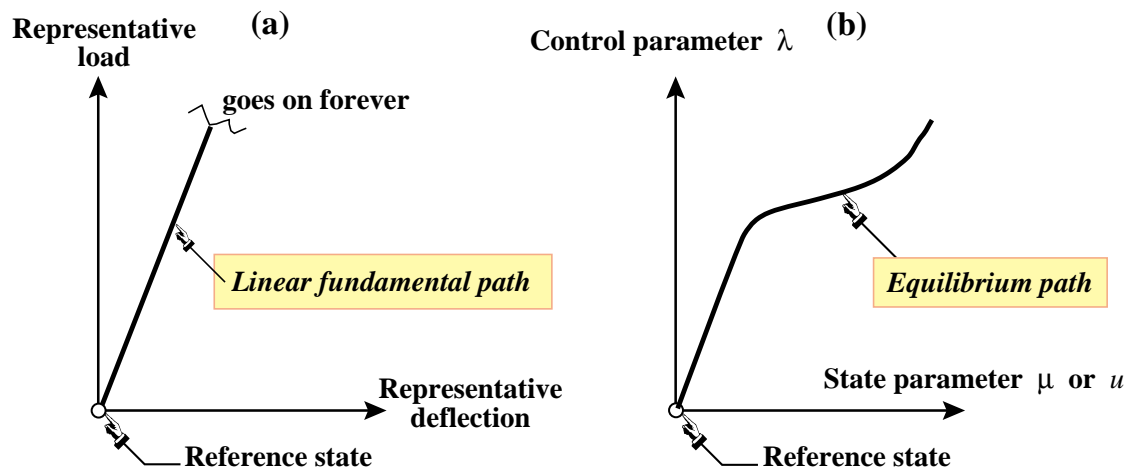 (a)
Representative
load
goes on forever
Linear fundamental path
Representative
deflection
Reference state
(b)
Control parameter λ
Equilibrium path
State parameter μ or u
Reference state